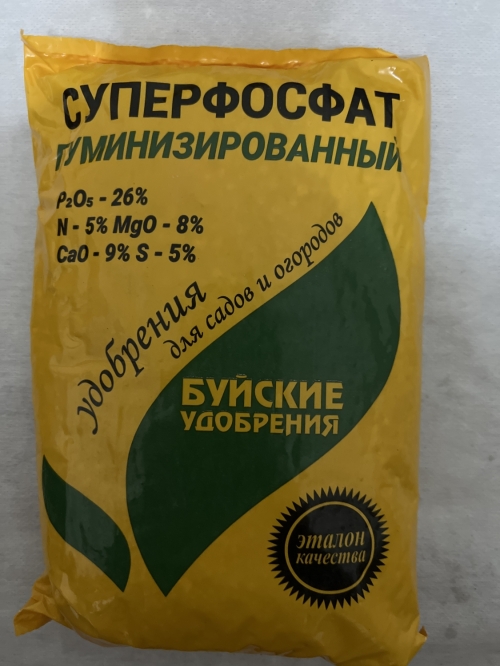 СУПЕРФОСФАТ
ГУМИНИЗИРОВАННЫЙ
P₂O₅ - 26%
N - 5% MgO - 8%
CaO - 9% S - 5%
удобрения
для садов и огородов
БУЙСКИЕ
УДОБРЕНИЯ
эталон
качества